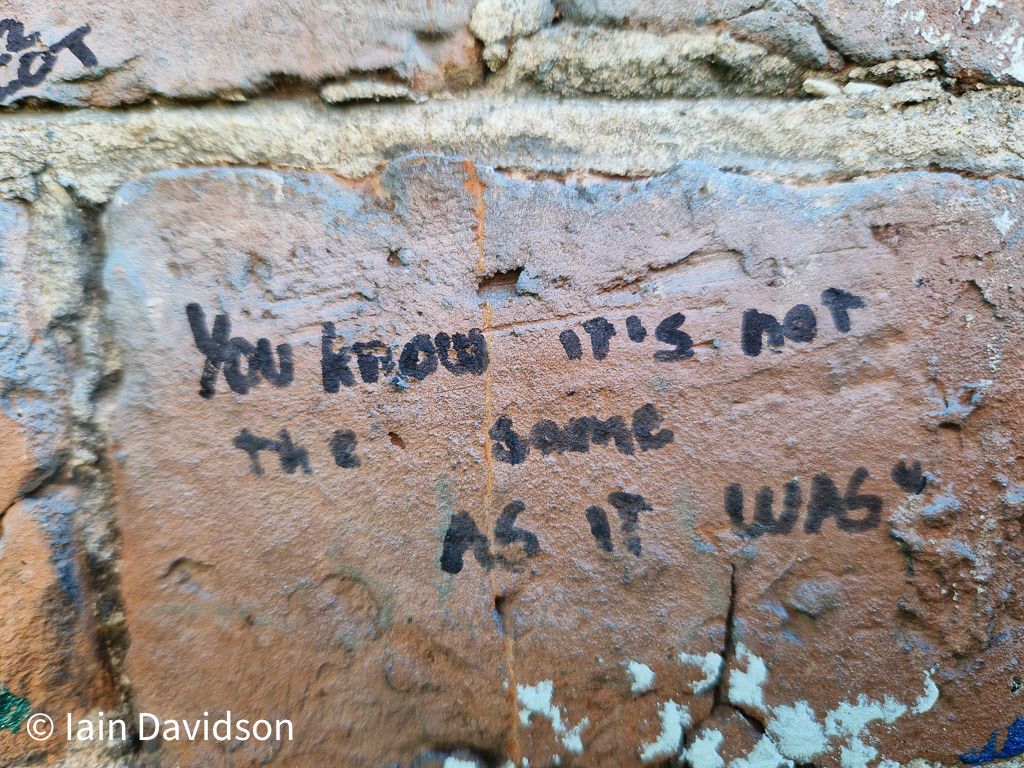 You know it's not
the same
AS IT WAS"
© Iain Davidson